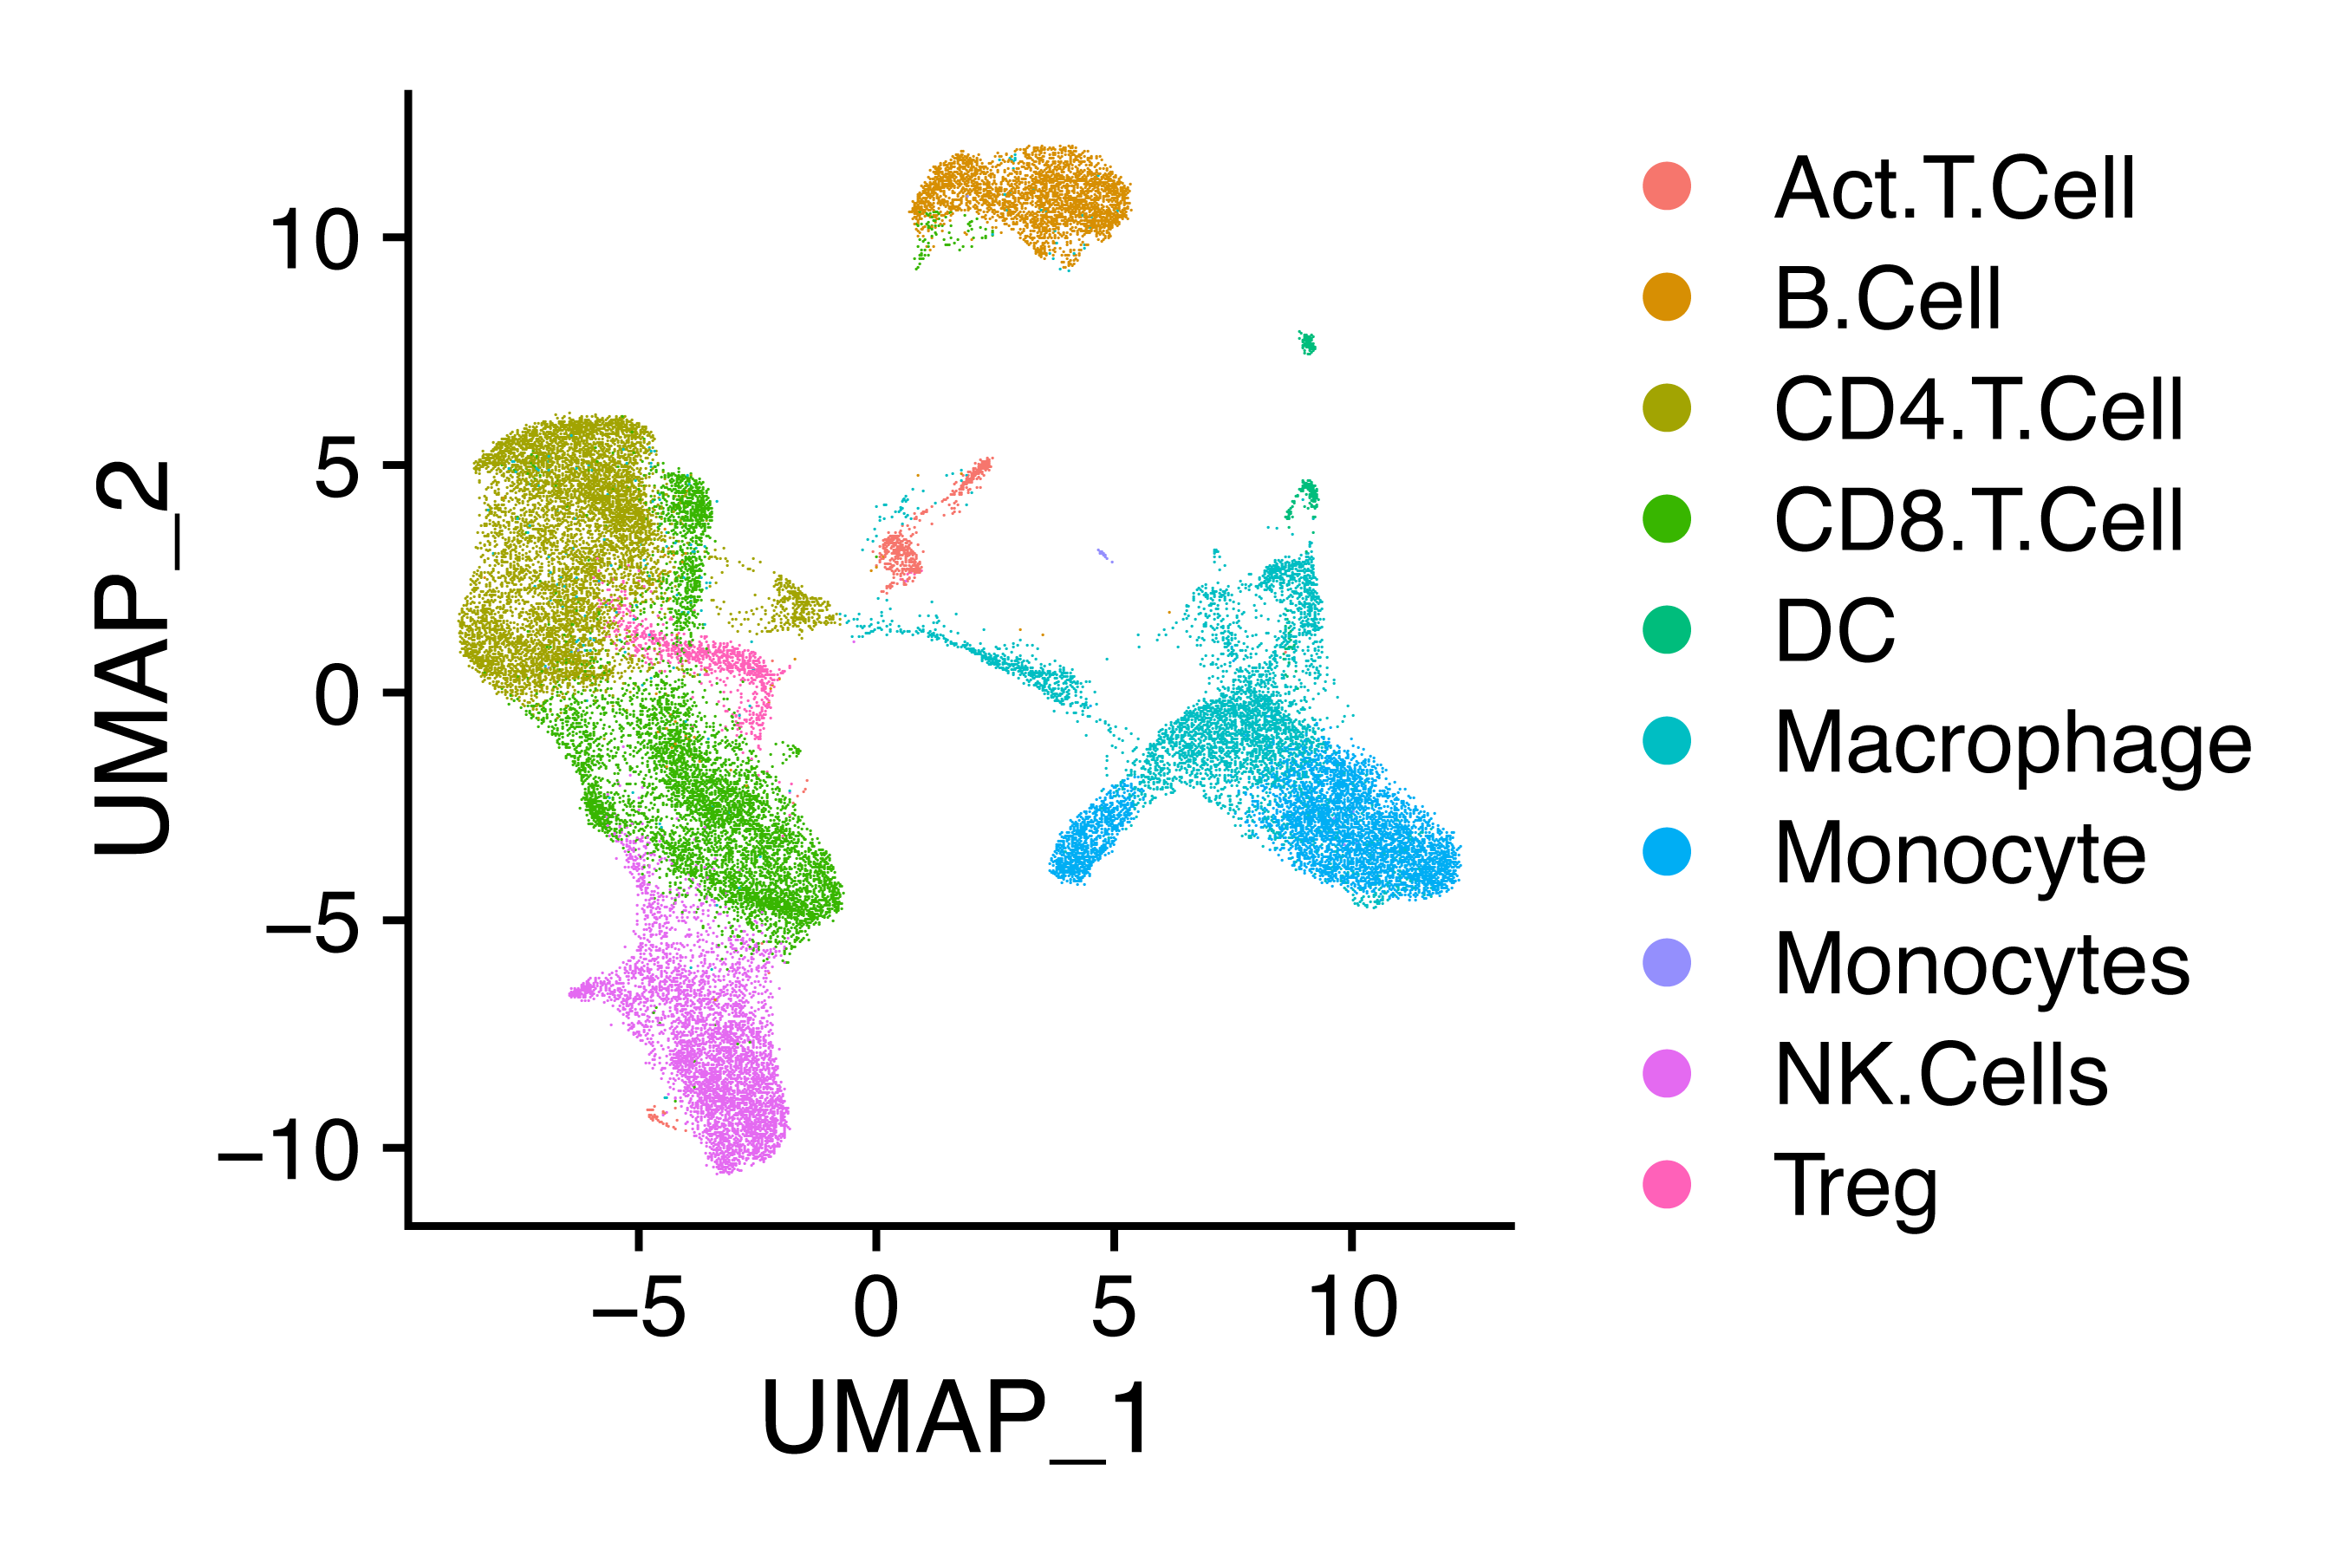 UMAP_2
10
5
0
−5
−10
−5 0 5 10
UMAP_1
Act.T.Cell
B.Cell
CD4.T.Cell
CD8.T.Cell
DC
Macrophage
Monocyte
Monocytes
NK.Cells
Treg